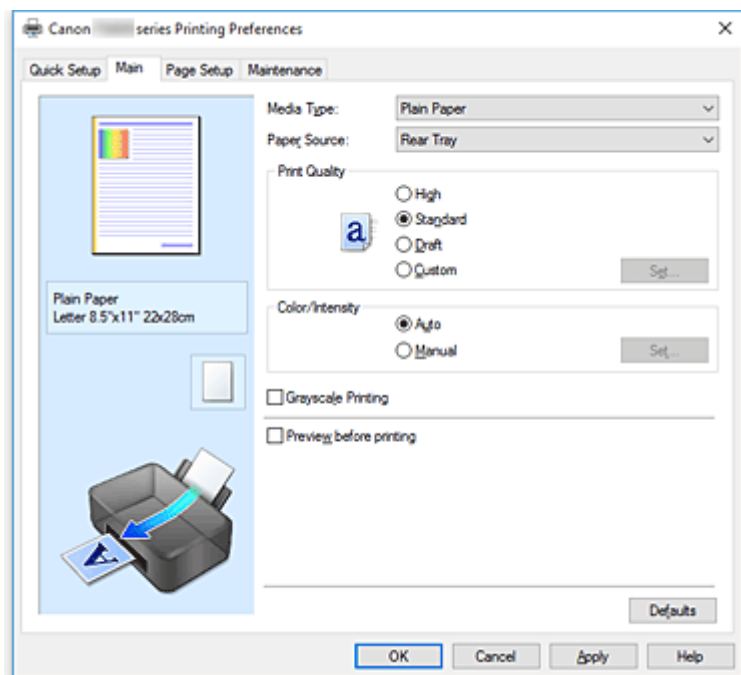 Canon series Printing Preferences
Quick Setup Main Page Setup Maintenance
Media Type: Plain Paper
Paper Source: Rear Tray
Print Quality
High
a Standard
Draft
Custom Set...
Plain Paper
Letter 8.5"x11" 22x28cm
Color/Intensity
Auto
Manual Set...
Grayscale Printing
Preview before printing
A
Defaults
OK Cancel Apply Help